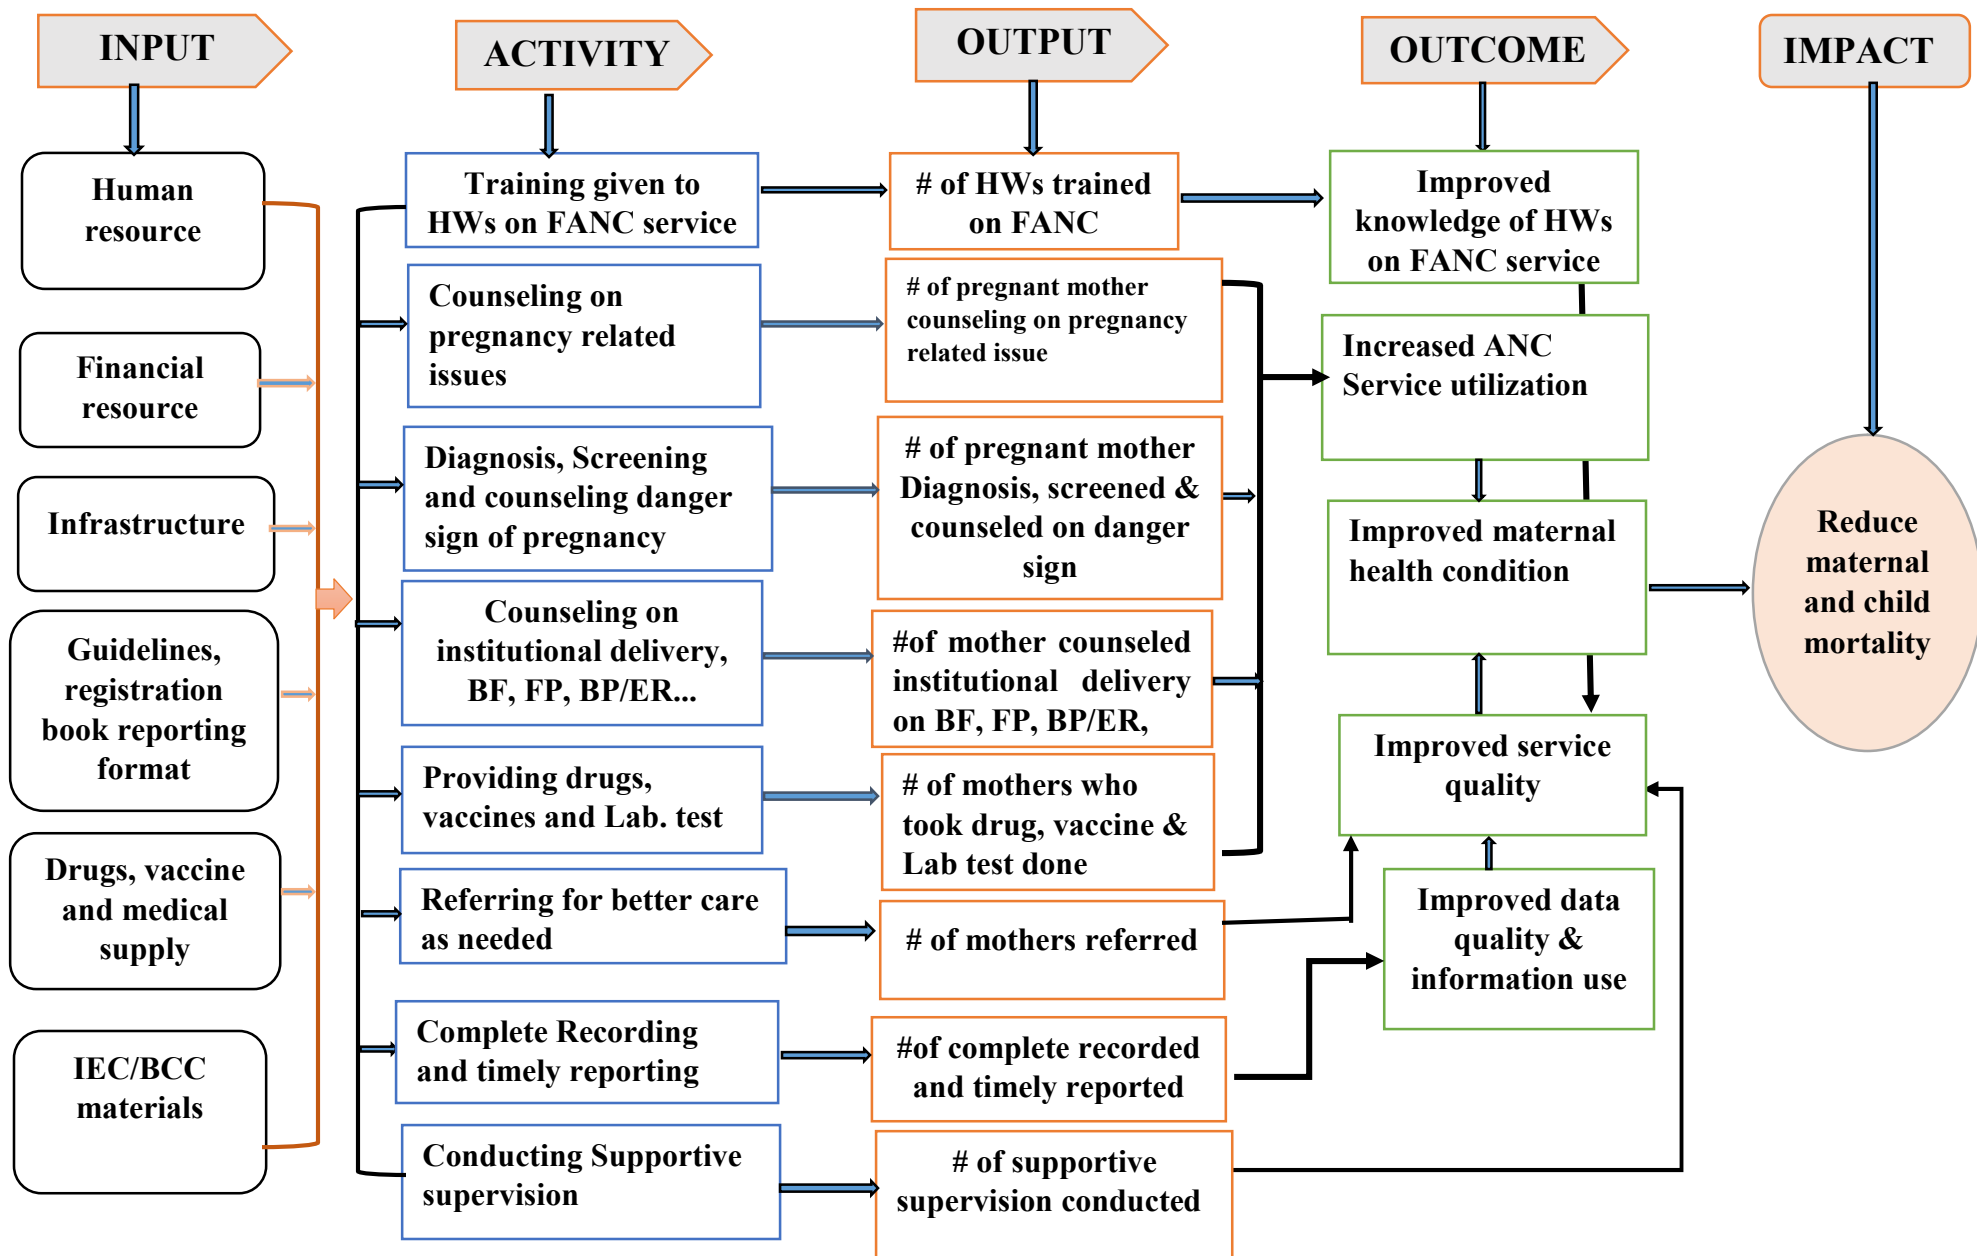 INPUT
ACTIVITY
OUTPUT
OUTCOME
IMPACT
Human
resource
Financial
resource
Infrastructure
Guidelines,
registration
book reporting
format
Drugs, vaccine
and medical
supply
IEC/BCC
materials
Training given to
HWs on FANC service
Counseling on
pregnancy related
issues
Diagnosis, Screening
and counseling danger
sign of pregnancy
Counseling on
institutional delivery,
BF, FP, BP/ER...
Providing drugs,
vaccines and Lab. test
Referring for better care
as needed
Complete Recording
and timely reporting
Conducting Supportive
supervision
# of HWs trained
on FANC
# of pregnant mother
counseling on pregnancy
related issue
# of pregnant mother
Diagnosis, screened &
counseled on danger
sign
#of mother counseled
institutional delivery
on BF, FP, BP/ER,
# of mothers who
took drug, vaccine &
Lab test done
# of mothers referred
#of complete recorded
and timely reported
# of supportive
supervision conducted
Improved
knowledge of HWs
on FANC service
Increased ANC
Service utilization
Improved maternal
health condition
Improved service
quality
Improved data
quality &
information use
Reduce
maternal
and child
mortality